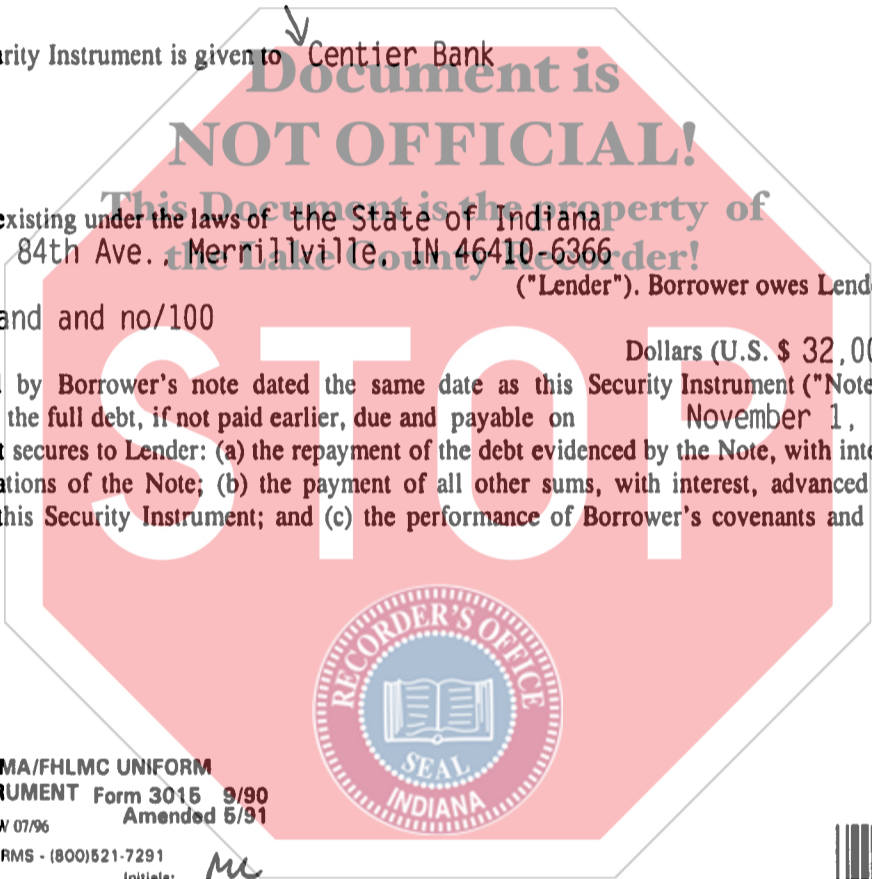 rity Instrument is given to Centier Bank
Document is
NOT OFFICIAL!
This Document is the property of
existing under the laws of the State of Indiana
84th Ave., Merrillville, IN 46410-6366
the Lake County Recorder!
("Lender"). Borrower owes Lend
and and no/100
Dollars (U.S. $ 32,00
by Borrower's note dated the same date as this Security Instrument ("Note
the full debt, if not paid earlier, due and payable on November 1,
t secures to Lender: (a) the repayment of the debt evidenced by the Note, with inte
ations of the Note; (b) the payment of all other sums, with interest, advanced
this Security Instrument; and (c) the performance of Borrower's covenants and
STOP
RECORDER'S OFFICE
SEAL
INDIANA
MA/FHLMC UNIFORM
RUMENT Form 3015 9/90
Amended 5/91
W 07/96
RMS - (800)521-7291
Initials: